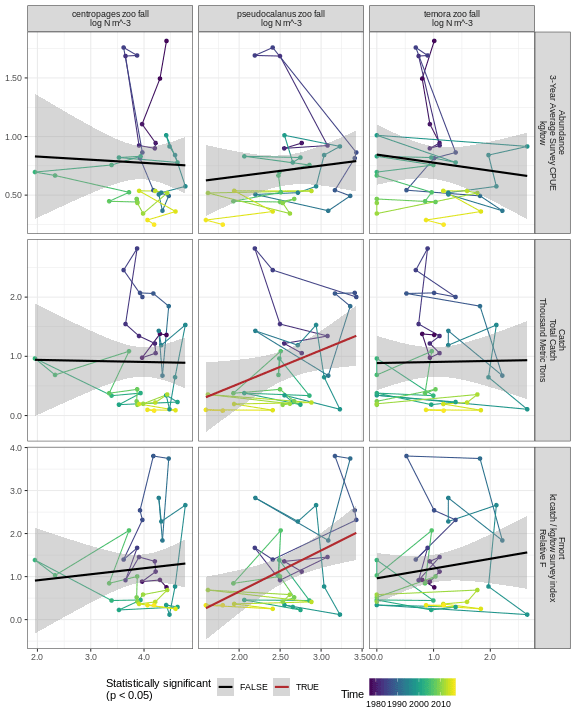 centropages zoo fall
log N m^-3
pseudocalanus zoo fall
log N m^-3
temora zoo fall
log N m^-3
1.50
1.00
0.50
Abundance
3-Year Average Survey CPUE
kg/tow
2.0
1.0
0.0
Catch
Total Catch
Thousand Metric Tons
4.0
3.0
2.0
1.0
0.0
Fmort
kt catch / kg/tow survey index
Relative F
2.0 3.0 4.0
2.00 2.50 3.00 3.50
0.0 1.0 2.0
Statistically significant
(p < 0.05)
FALSE TRUE
Time
1980 1990 2000 2010